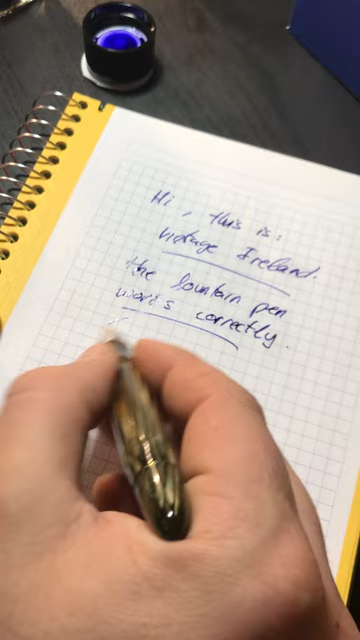 Hi, this is:
vintage Ireland.
the fountain pen
works correctly.